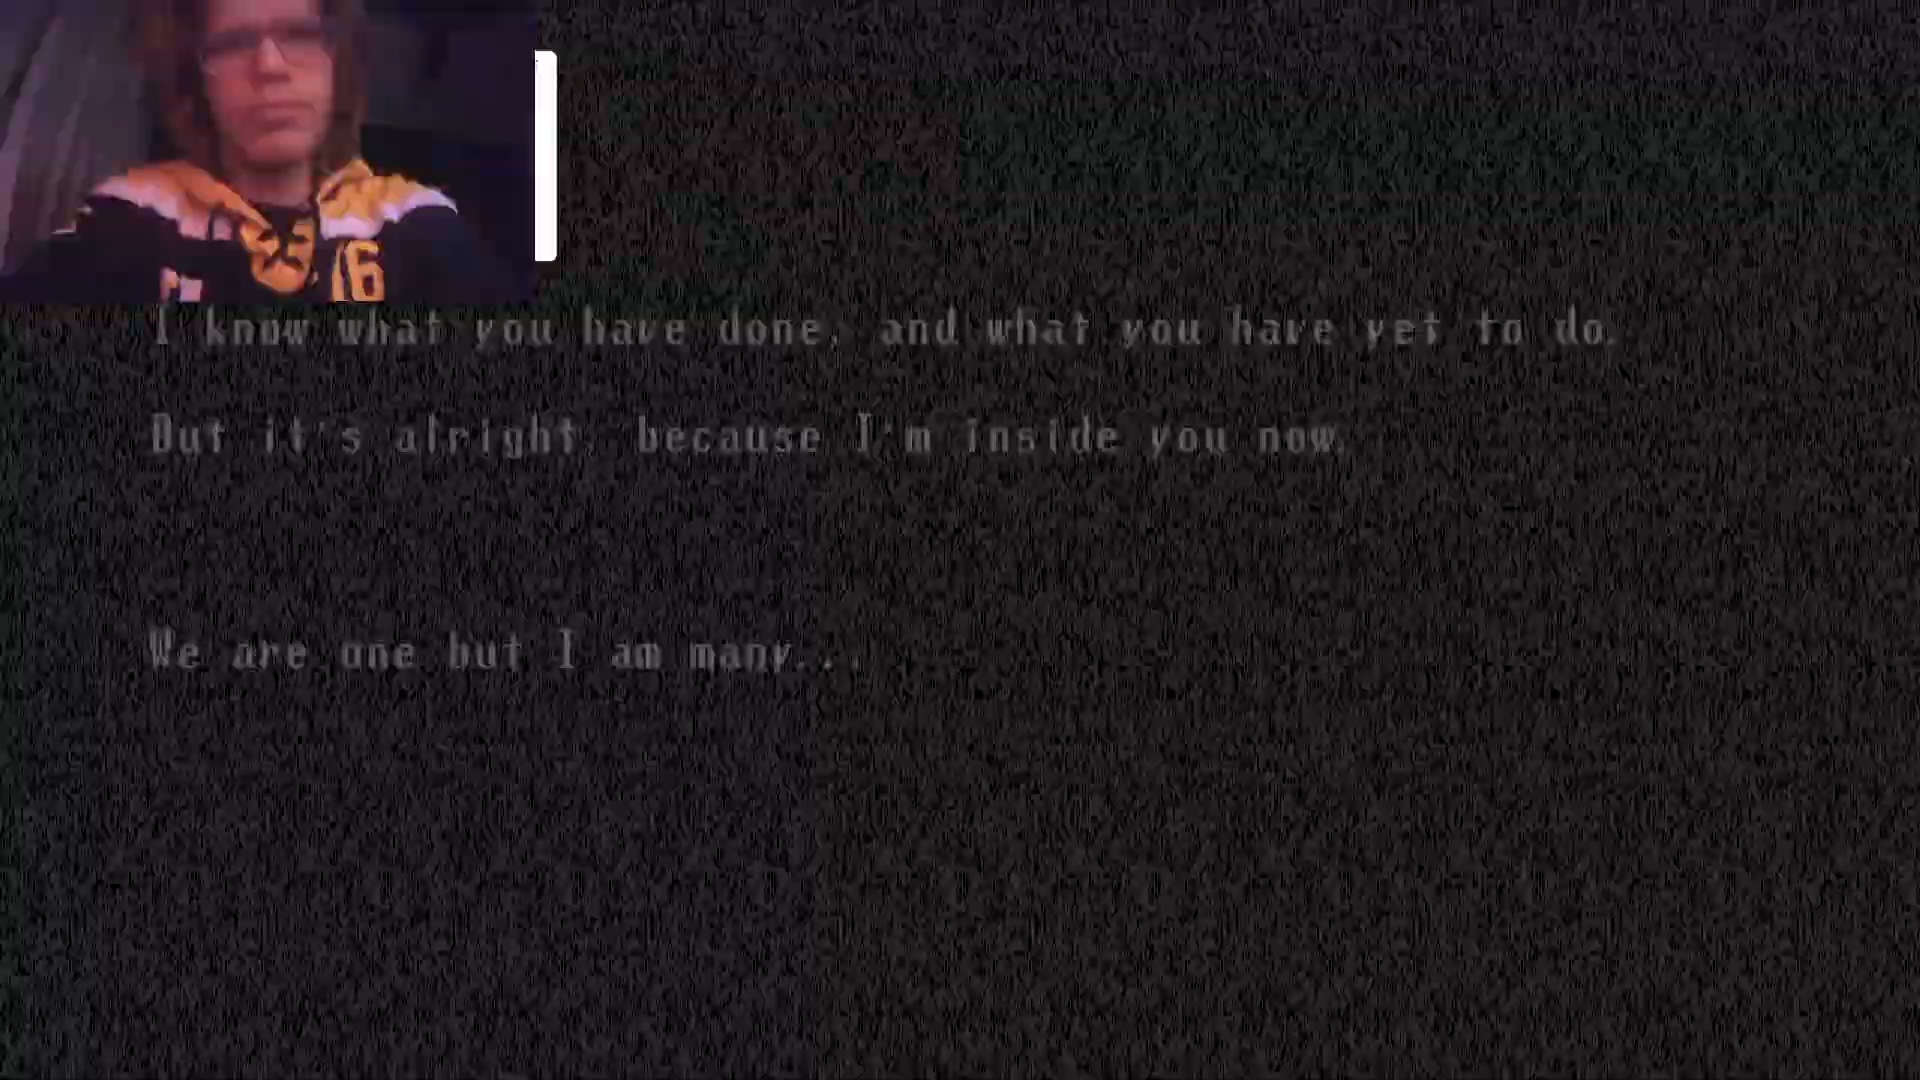 16
I know what you have done, and what you have yet to do.
But it's alright, because I'm inside you now.
We are one but I am many...